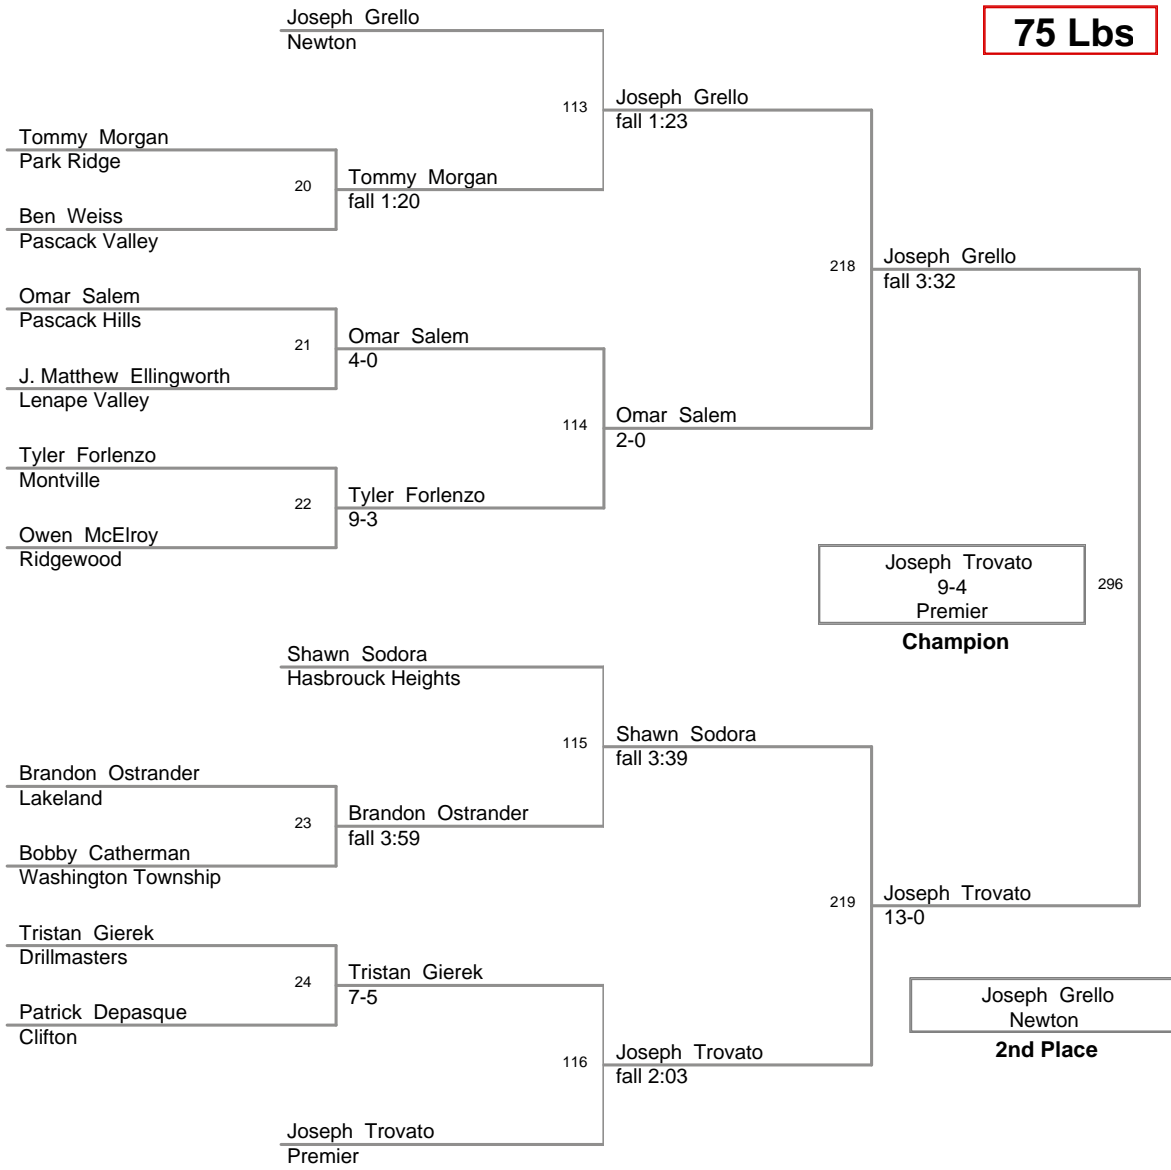 Joseph Grello
Newton
75 Lbs
113
Joseph Grello
fall 1:23
Tommy Morgan
Park Ridge
20
Tommy Morgan
fall 1:20
Ben Weiss
Pascack Valley
218
Joseph Grello
fall 3:32
Omar Salem
Pascack Hills
21
Omar Salem
4-0
J. Matthew Ellingworth
Lenape Valley
114
Omar Salem
2-0
Tyler Forlenzo
Montville
22
Tyler Forlenzo
9-3
Owen McElroy
Ridgewood
Joseph Trovato
9-4
Premier
296
Champion
Shawn Sodora
Hasbrouck Heights
115
Shawn Sodora
fall 3:39
Brandon Ostrander
Lakeland
23
Brandon Ostrander
fall 3:59
Bobby Catherman
Washington Township
219
Joseph Trovato
13-0
Tristan Gierek
Drillmasters
24
Tristan Gierek
7-5
Patrick Depasque
Clifton
Joseph Grello
Newton
2nd Place
116
Joseph Trovato
fall 2:03
Joseph Trovato
Premier